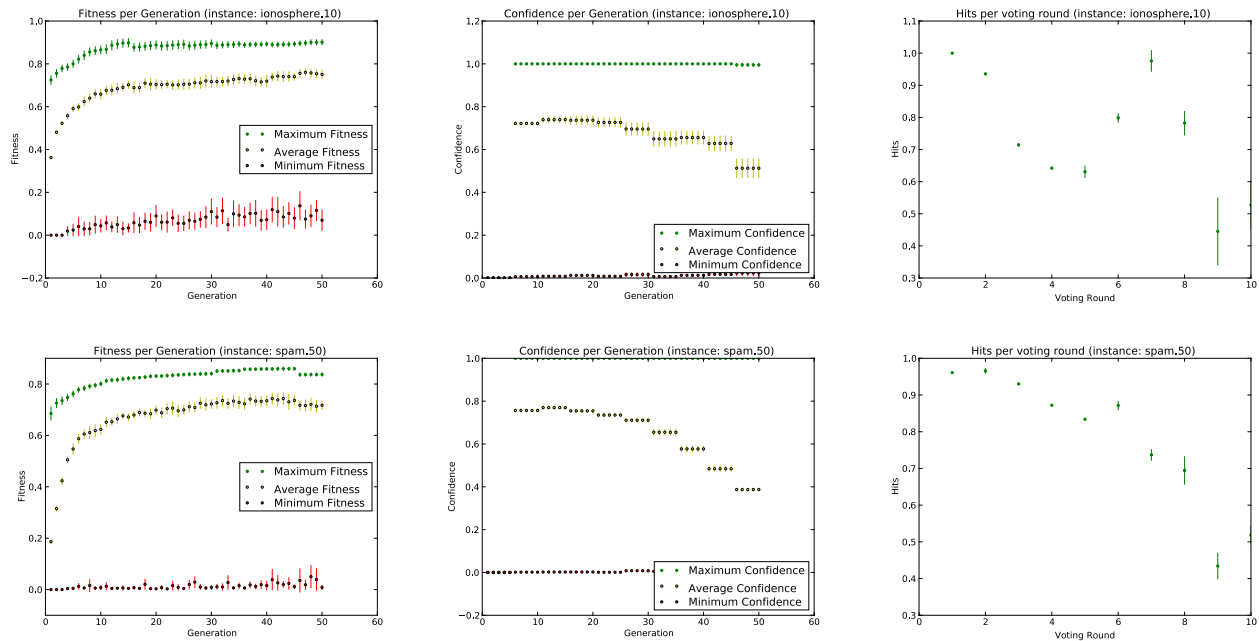 Fitness per Generation (instance: ionosphere.10)
1.0
0.8
0.6
0.4
0.2
0.0
−0.2
Fitness
Maximum Fitness
Average Fitness
Minimum Fitness
0 10 20 30 40 50 60
Generation
Confidence per Generation (instance: ionosphere.10)
1.2
1.0
0.8
0.6
0.4
0.2
0.0
Confidence
Maximum Confidence
Average Confidence
Minimum Confidence
0 10 20 30 40 50 60
Generation
Hits per voting round (instance: ionosphere.10)
1.1
1.0
0.9
0.8
0.7
0.6
0.5
0.4
0.3
Hits
0 2 4 6 8 10
Voting Round
Fitness per Generation (instance: spam.50)
0.8
0.6
0.4
0.2
0.0
Fitness
Maximum Fitness
Average Fitness
Minimum Fitness
0 10 20 30 40 50 60
Generation
Confidence per Generation (instance: spam.50)
1.0
0.8
0.6
0.4
0.2
0.0
−0.2
Confidence
Maximum Confidence
Average Confidence
Minimum Confidence
0 10 20 30 40 50 60
Generation
Hits per voting round (instance: spam.50)
1.0
0.9
0.8
0.7
0.6
0.5
0.4
0.3
Hits
0 2 4 6 8 10
Voting Round